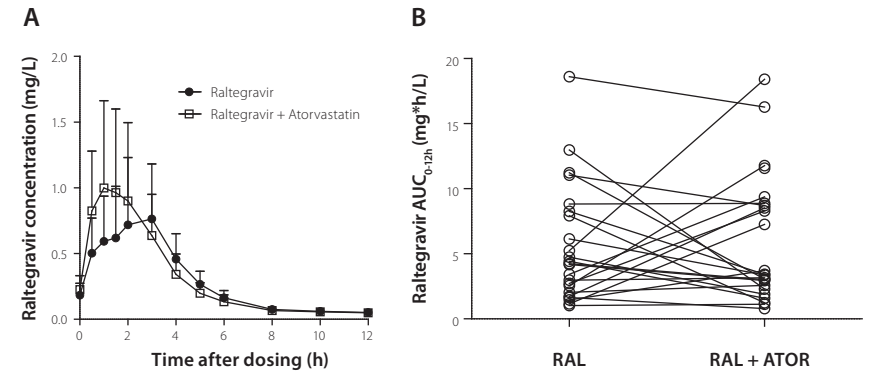 A
Raltegravir concentration (mg/L)
2.0
1.5
1.0
0.5
0.0
0 2 4 6 8 10 12
Time after dosing (h)
Raltegravir
Raltegravir + Atorvastatin
B
Raltegravir AUC0-12h (mg*h/L)
20
15
10
5
0
RAL RAL + ATOR